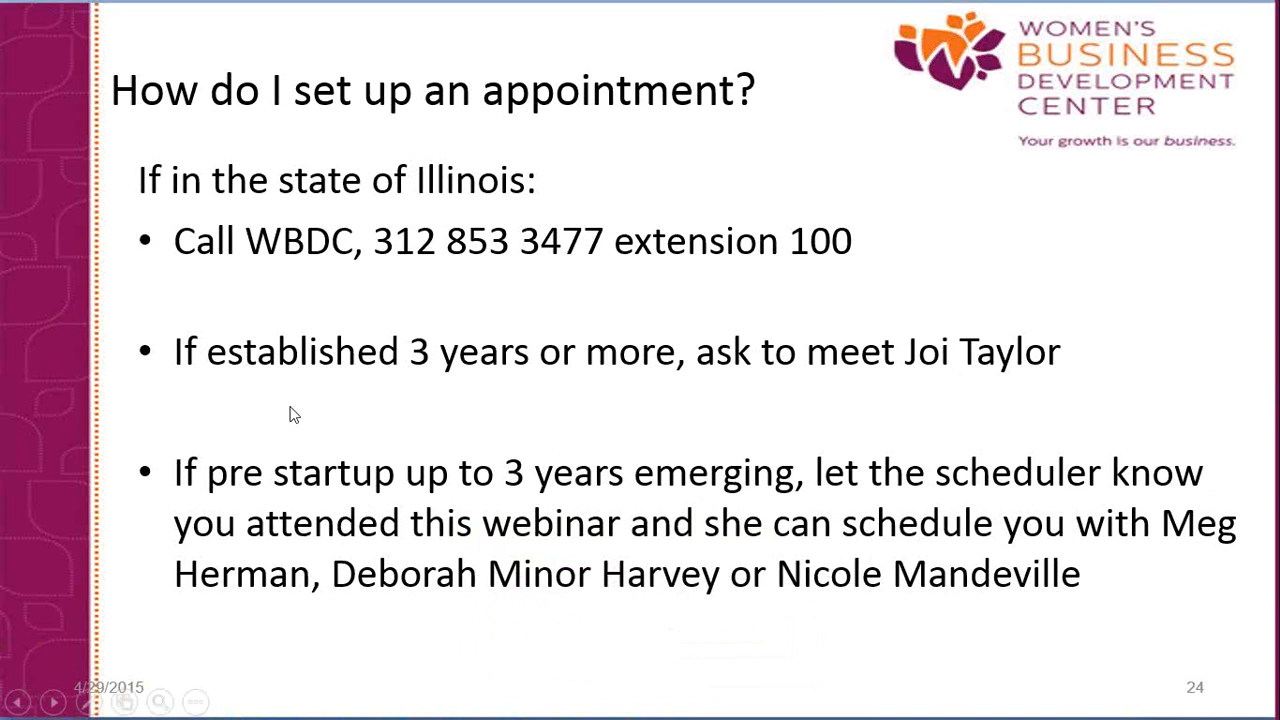 WOMEN'S
BUSINESS
DEVELOPMENT
CENTER
Your growth is our business.
How do I set up an appointment?
If in the state of Illinois:
• Call WBDC, 312 853 3477 extension 100
• If established 3 years or more, ask to meet Joi Taylor
• If pre startup up to 3 years emerging, let the scheduler know
you attended this webinar and she can schedule you with Meg
Herman, Deborah Minor Harvey or Nicole Mandeville
4/29/2015
24